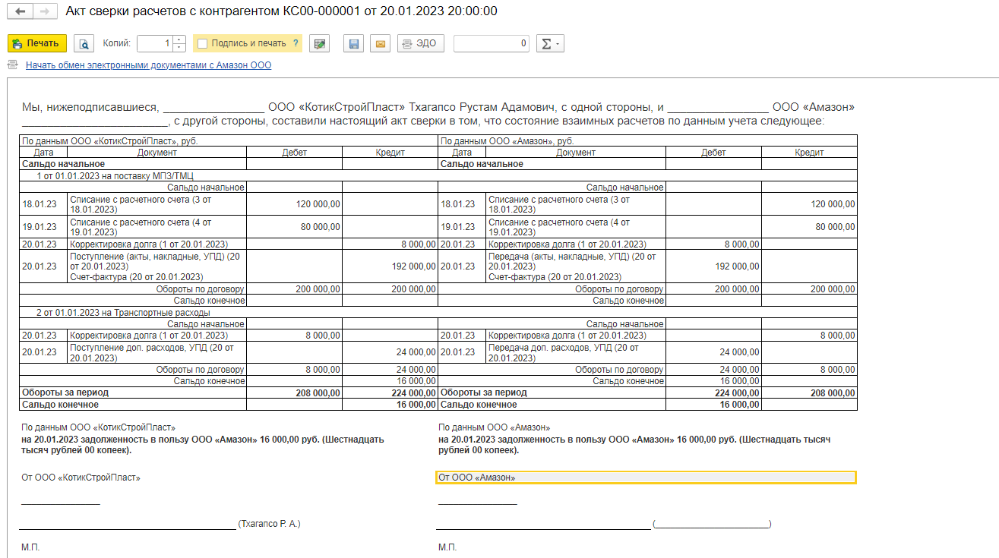 Акт сверки расчетов с контрагентом КС00-000001 от 20.01.2023 20:00:00
Печать Копий: 1 Подпись и печать ? ЭДО 0 Σ
Начать обмен электронными документами с Амазон ООО
Мы, нижеподписавшиеся, ________________ ООО «КотикСтройПласт» Тхагапсо Рустам Адамович, с одной стороны, и ________________ ООО «Амазон»
_______________________, с другой стороны, составили настоящий акт сверки в том, что состояние взаимных расчетов по данным учета следующее:
По данным ООО «КотикСтройПласт», руб. По данным ООО «Амазон», руб.
Дата Документ Дебет Кредит Дата Документ Дебет Кредит
Сальдо начальное Сальдо начальное
1 от 01.01.2023 на поставку МПЗ/ТМЦ
Сальдо начальное Сальдо начальное
18.01.23 Списание с расчетного счета (3 от 18.01.2023) 120 000,00 18.01.23 Списание с расчетного счета (3 от 18.01.2023) 120 000,00
19.01.23 Списание с расчетного счета (4 от 19.01.2023) 80 000,00 19.01.23 Списание с расчетного счета (4 от 19.01.2023) 80 000,00
20.01.23 Корректировка долга (1 от 20.01.2023) 8 000,00 20.01.23 Корректировка долга (1 от 20.01.2023) 8 000,00
20.01.23 Поступление (акты, накладные, УПД) (20 от 20.01.2023) Счет-фактура (20 от 20.01.2023) 192 000,00 20.01.23 Передача (акты, накладные, УПД) (20 от 20.01.2023) Счет-фактура (20 от 20.01.2023) 192 000,00
Обороты по договору 200 000,00 200 000,00 Обороты по договору 200 000,00 200 000,00
Сальдо конечное Сальдо конечное
2 от 01.01.2023 на Транспортные расходы
Сальдо начальное Сальдо начальное
20.01.23 Корректировка долга (1 от 20.01.2023) 8 000,00 20.01.23 Корректировка долга (1 от 20.01.2023) 8 000,00
20.01.23 Поступление доп. расходов, УПД (20 от 20.01.2023) 24 000,00 20.01.23 Передача доп. расходов, УПД (20 от 20.01.2023) 24 000,00
Обороты по договору 8 000,00 24 000,00 Обороты по договору 24 000,00 8 000,00
Сальдо конечное 16 000,00 Сальдо конечное 16 000,00
Обороты за период 208 000,00 224 000,00 Обороты за период 224 000,00 208 000,00
Сальдо конечное 16 000,00 Сальдо конечное 16 000,00
По данным ООО «КотикСтройПласт»
на 20.01.2023 задолженность в пользу ООО «Амазон» 16 000,00 руб. (Шестнадцать
тысяч рублей 00 копеек).
По данным ООО «Амазон»
на 20.01.2023 задолженность в пользу ООО «Амазон» 16 000,00 руб. (Шестнадцать тысяч
рублей 00 копеек).
От ООО «КотикСтройПласт» От ООО «Амазон»
(Тхагапсо Р. А.) (______________________)
М.П. М.П.